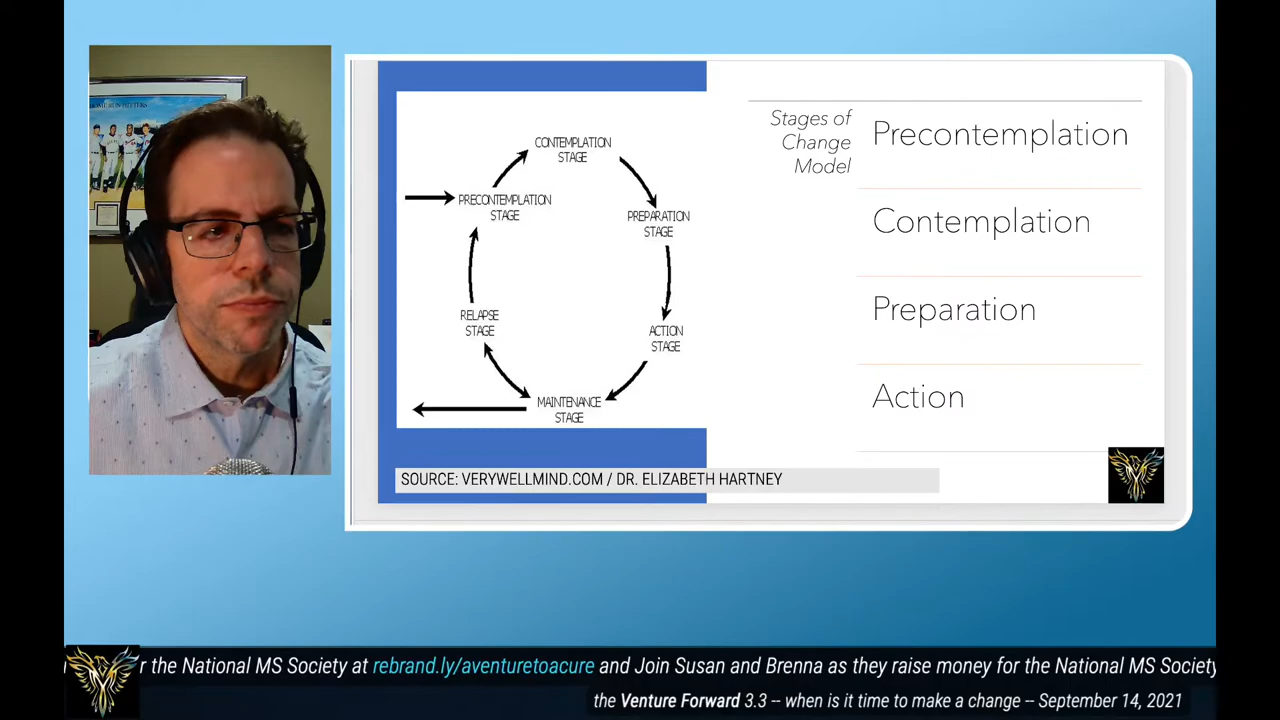 CONTEMPLATION
STAGE
PRECONTEMPLATION
STAGE
PREPARATION
STAGE
RELAPSE
STAGE
ACTION
STAGE
MAINTENANCE
STAGE
SOURCE: VERYWELLMIND.COM / DR. ELIZABETH HARTNEY
Stages of
Change
Model
Precontemplation
Contemplation
Preparation
Action
r the National MS Society at rebrand.ly/aventuretoacure and Join Susan and Brenna as they raise money for the National MS Society
the Venture Forward 3.3 -- when is it time to make a change -- September 14, 2021